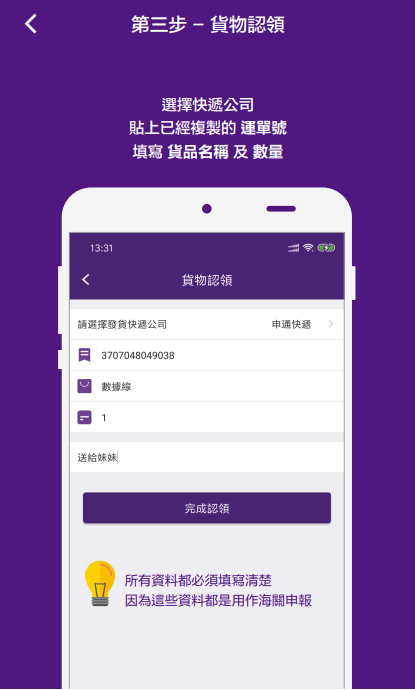 第三步 – 貨物認領
選擇快遞公司
貼上已經複製的 運單號
填寫 貨品名稱 及 數量
13:31
貨物認領
請選擇發貨快遞公司 申通快遞
3707048049038
數據線
1
送給妹妹
完成認領
所有資料都必須填寫清楚
因為這些資料都是用作海關申報